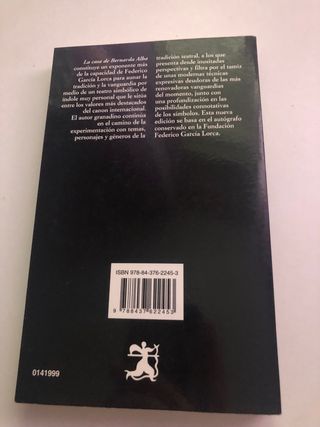 La casa de Bernarda Alba
constituye un exponente más
de la capacidad de Federico
García Lorca para aunar la
tradición y la vanguardia por
medio de un teatro simbólico de
índole muy personal que le sitúa
entre los valores más destacados
del canon internacional.
El autor granadino continúa
en el camino de la
experimentación con temas,
personajes y géneros de la
tradición teatral, a los que
presenta desde inusitadas
perspectivas y filtra por el tamiz
de unas modernas técnicas
expresivas deudoras de las más
renovadoras vanguardias
del momento, junto con
una profundización en las
posibilidades connotativas
de los símbolos. Esta nueva
edición se basa en el autógrafo
conservado en la Fundación
Federico García Lorca.
ISBN 978-84-376-2245-3
9 788437 622453
0141999